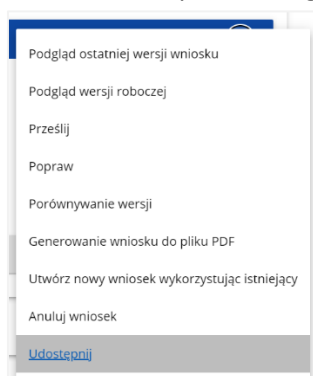 Podgląd ostatniej wersji wniosku
Podgląd wersji roboczej
Prześlij
Popraw
Porównywanie wersji
Generowanie wniosku do pliku PDF
Utwórz nowy wniosek wykorzystując istniejący
Anuluj wniosek
Udostępnij